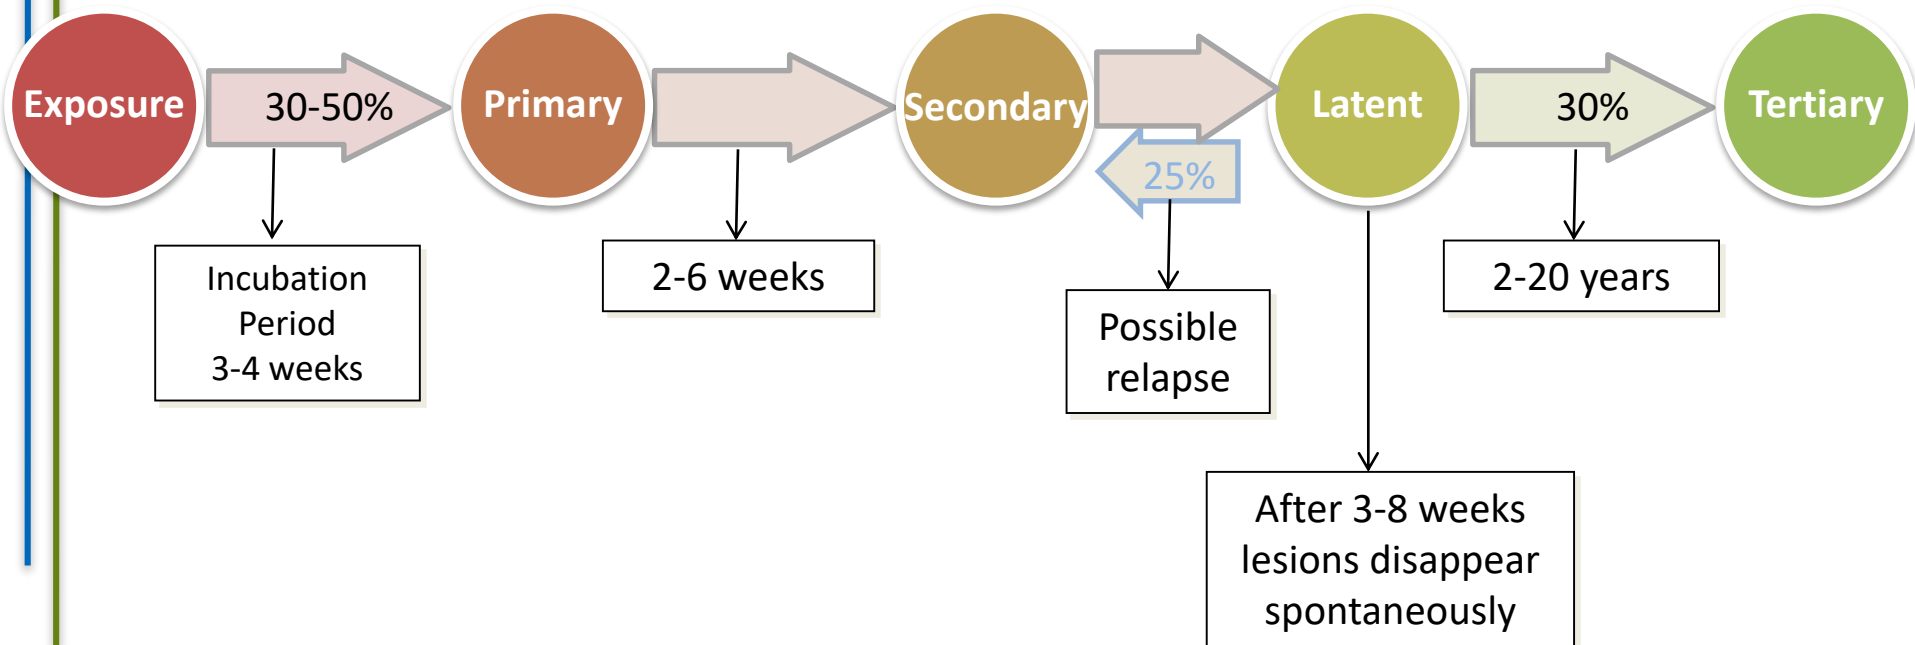 Exposure
30-50%
Primary
Secondary
Latent
30%
Tertiary
25%
Incubation
Period
3-4 weeks
2-6 weeks
Possible
relapse
2-20 years
After 3-8 weeks
lesions disappear
spontaneously